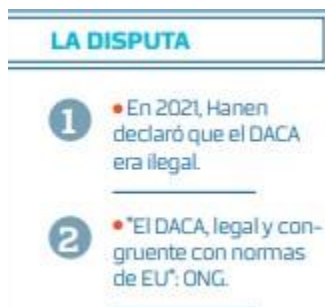 LA DISPUTA
1
• En 2021, Hanen
declaró que el DACA
era ilegal.
2
• "El DACA, legal y con-
gruente con normas
de EU": ONG.